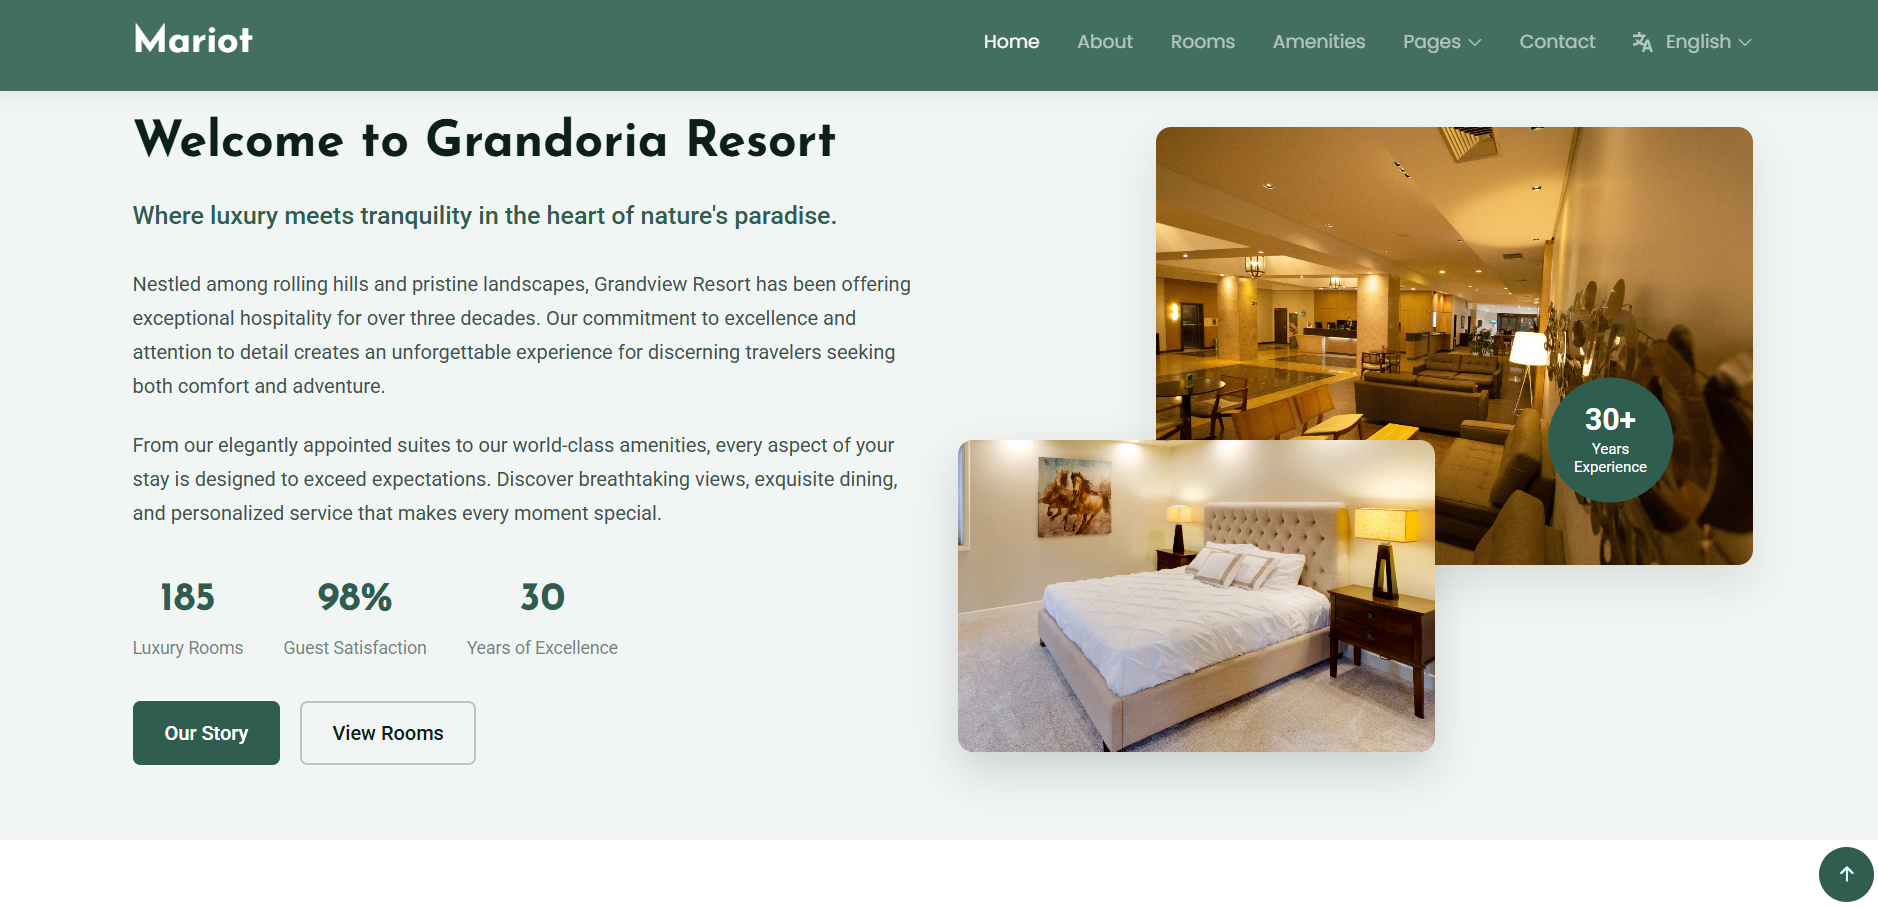 Mariot
Home About Rooms Amenities Pages Contact English
Welcome to Grandoria Resort
Where luxury meets tranquility in the heart of nature's paradise.
Nestled among rolling hills and pristine landscapes, Grandview Resort has been offering
exceptional hospitality for over three decades. Our commitment to excellence and
attention to detail creates an unforgettable experience for discerning travelers seeking
both comfort and adventure.
From our elegantly appointed suites to our world-class amenities, every aspect of your
stay is designed to exceed expectations. Discover breathtaking views, exquisite dining,
and personalized service that makes every moment special.
185 98% 30
Luxury Rooms Guest Satisfaction Years of Excellence
Our Story View Rooms
30+
Years
Experience